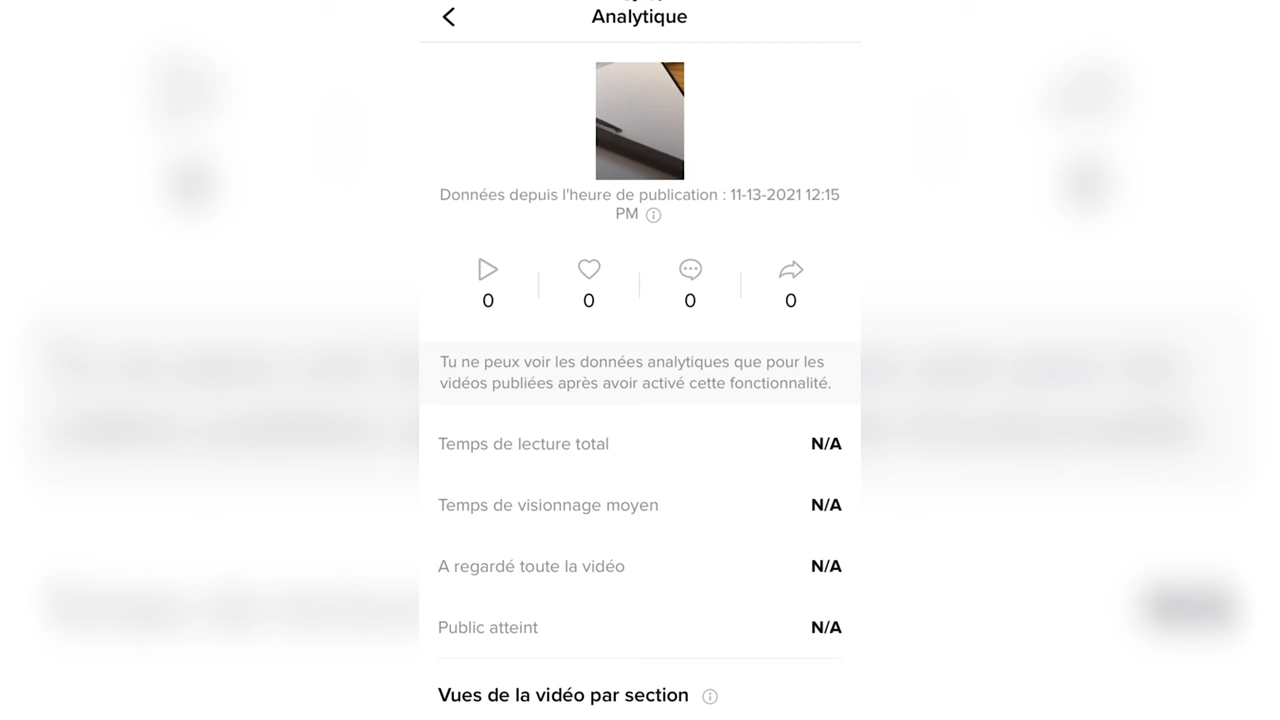 Analytique
Données depuis l'heure de publication : 11-13-2021 12:15
PM
0 0 0 0
Tu ne peux voir les données analytiques que pour les
vidéos publiées après avoir activé cette fonctionnalité.
Temps de lecture total N/A
Temps de visionnage moyen N/A
A regardé toute la vidéo N/A
Public atteint N/A
Vues de la vidéo par section